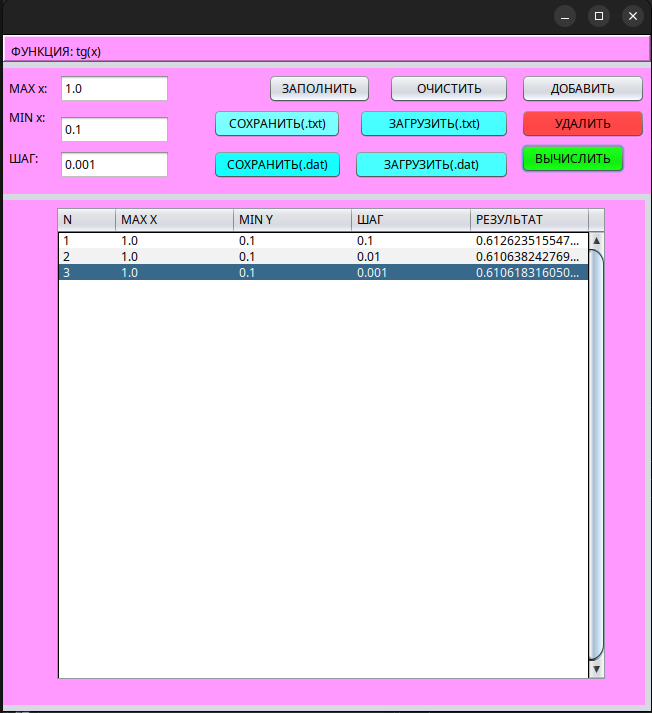 ФУНКЦИЯ: tg(x)
MAX x: 1.0 ЗАПОЛНИТЬ ОЧИСТИТЬ ДОБАВИТЬ
MIN x: 0.1 СОХРАНИТЬ(.txt) ЗАГРУЗИТЬ(.txt) УДАЛИТЬ
ШАГ: 0.001 СОХРАНИТЬ(.dat) ЗАГРУЗИТЬ(.dat) ВЫЧИСЛИТЬ
N MAX X MIN Y ШАГ РЕЗУЛЬТАТ
1 1.0 0.1 0.1 0.612623515547...
2 1.0 0.1 0.01 0.610638242769...
3 1.0 0.1 0.001 0.610618316050...